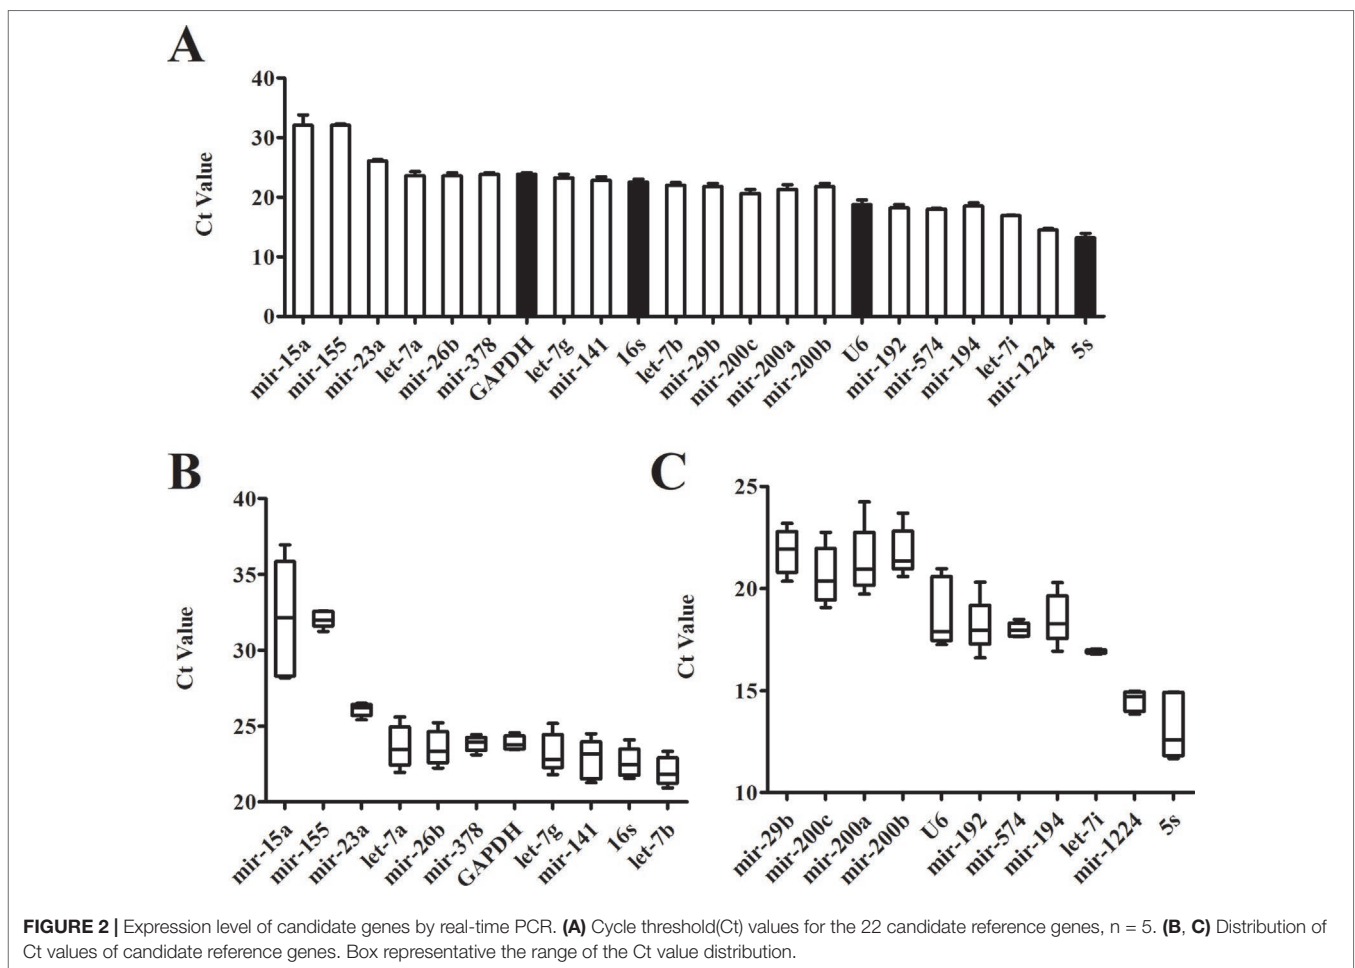 A
40
30
20
10
0
Ct Value
mir-15a
mir-155
mir-23a
let-7a
mir-26b
mir-378
GAPDH
let-7g
mir-141
16s
let-7b
mir-29b
mir-200c
mir-200a
mir-200b
U6
mir-192
mir-574
mir-194
let-7i
mir-1224
5s
B
40
35
30
25
20
Ct Value
mir-15a
mir-155
mir-23a
let-7a
mir-26b
mir-378
GAPDH
let-7g
mir-141
16s
let-7b
C
25
20
15
10
Ct Value
mir-29b
mir-200c
mir-200a
mir-200b
U6
mir-192
mir-574
mir-194
let-7i
mir-1224
5s
FIGURE 2 | Expression level of candidate genes by real-time PCR. (A) Cycle threshold(Ct) values for the 22 candidate reference genes, n = 5. (B, C) Distribution of
Ct values of candidate reference genes. Box representative the range of the Ct value distribution.